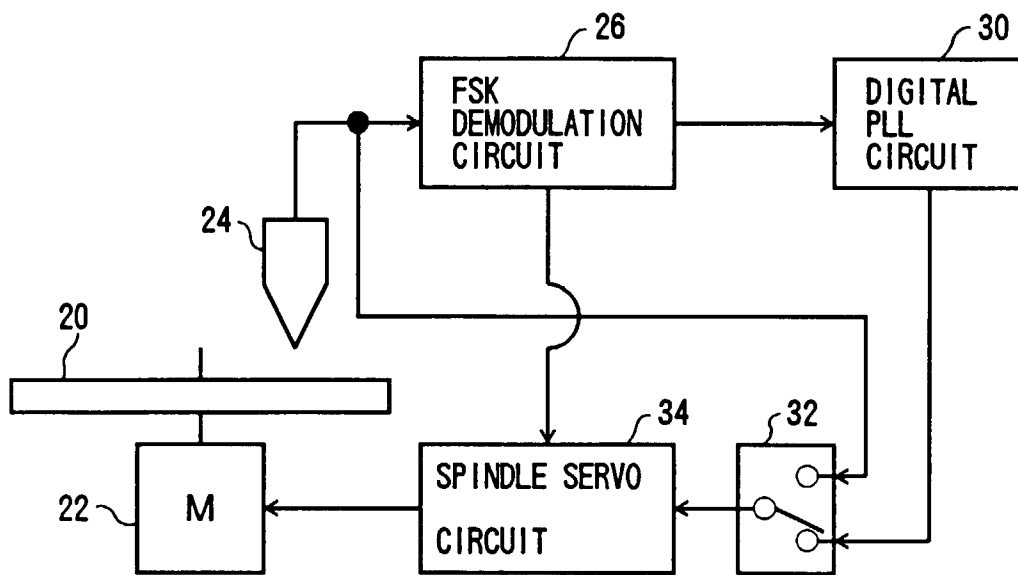 26
30
FSK
DEMODULATION
CIRCUIT
DIGITAL
PLL
CIRCUIT
24
20
34
32
22
M
SPINDLE SERVO
CIRCUIT